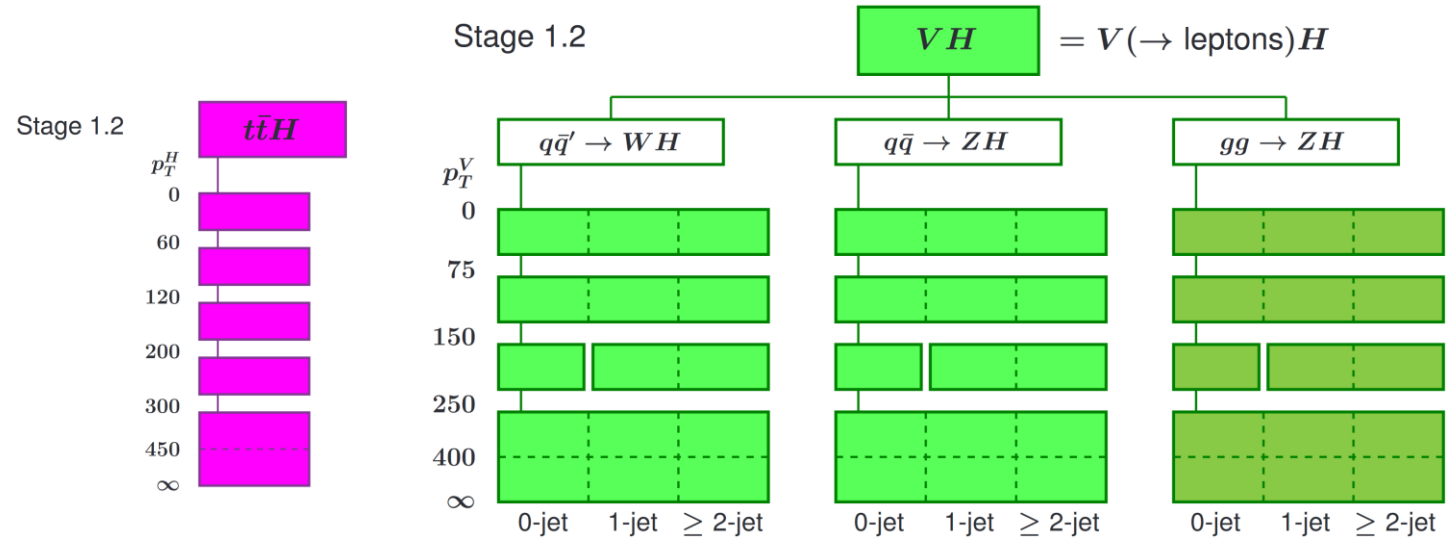 Stage 1.2
tt̄H
p_T^H
0
60
120
200
300
450
∞
Stage 1.2
VH
= V(→ leptons)H
qq̄′ → WH
qq̄ → ZH
gg → ZH
p_T^V
0
75
150
250
400
∞
0-jet 1-jet ≥ 2-jet
0-jet 1-jet ≥ 2-jet
0-jet 1-jet ≥ 2-jet